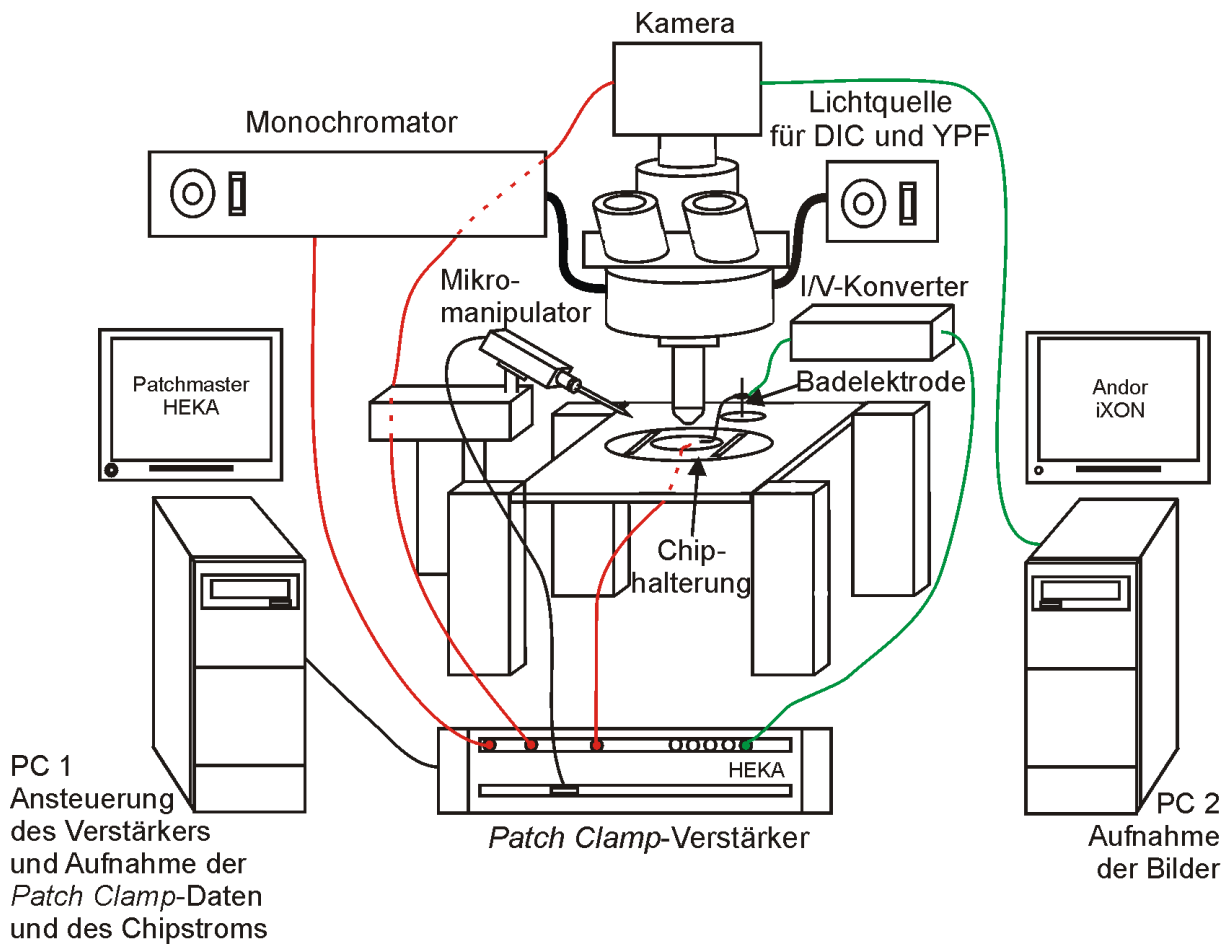 Kamera
Monochromator
Lichtquelle
für DIC und YPF
Mikro-
manipulator
I/V-Konverter
Patchmaster
HEKA
Badelektrode
Andor
iXON
Chip-
halterung
HEKA
Patch Clamp-Verstärker
PC 1
Ansteuerung
des Verstärkers
und Aufnahme der
Patch Clamp-Daten
und des Chipstroms
PC 2
Aufnahme
der Bilder